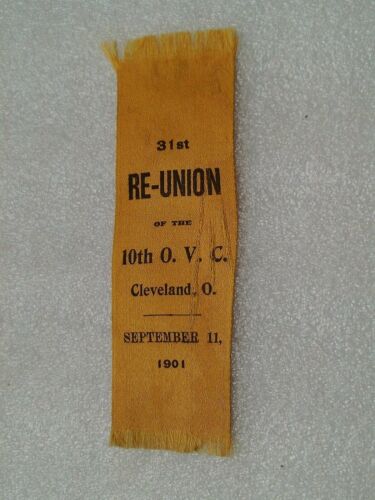 31st
RE-UNION
OF THE
10th O. V. C.
Cleveland, O.
SEPTEMBER 11,
1901